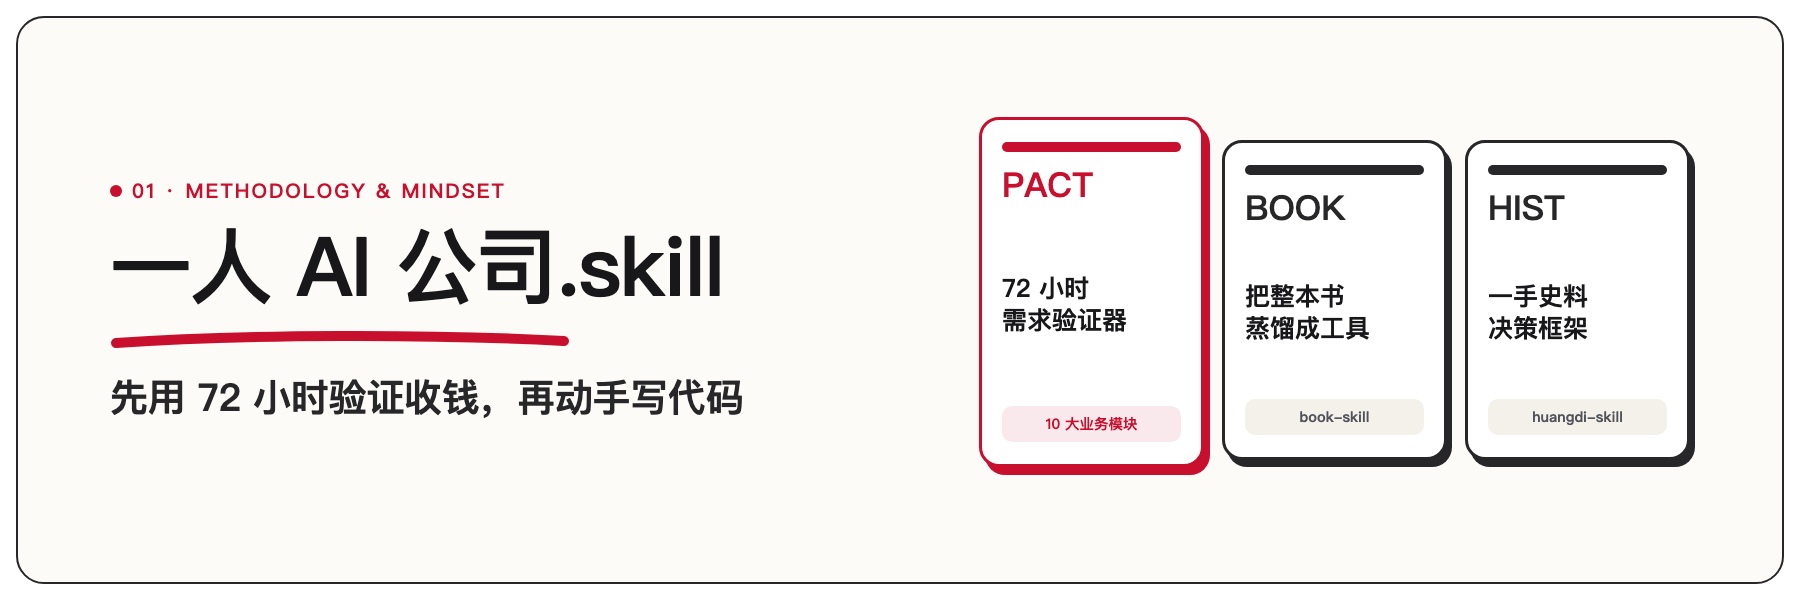 01 · METHODOLOGY & MINDSET
一人 AI 公司.skill
先用 72 小时验证收钱，再动手写代码
PACT
72 小时
需求验证器
10 大业务模块
BOOK
把整本书
蒸馏成工具
book-skill
HIST
一手史料
决策框架
huangdi-skill